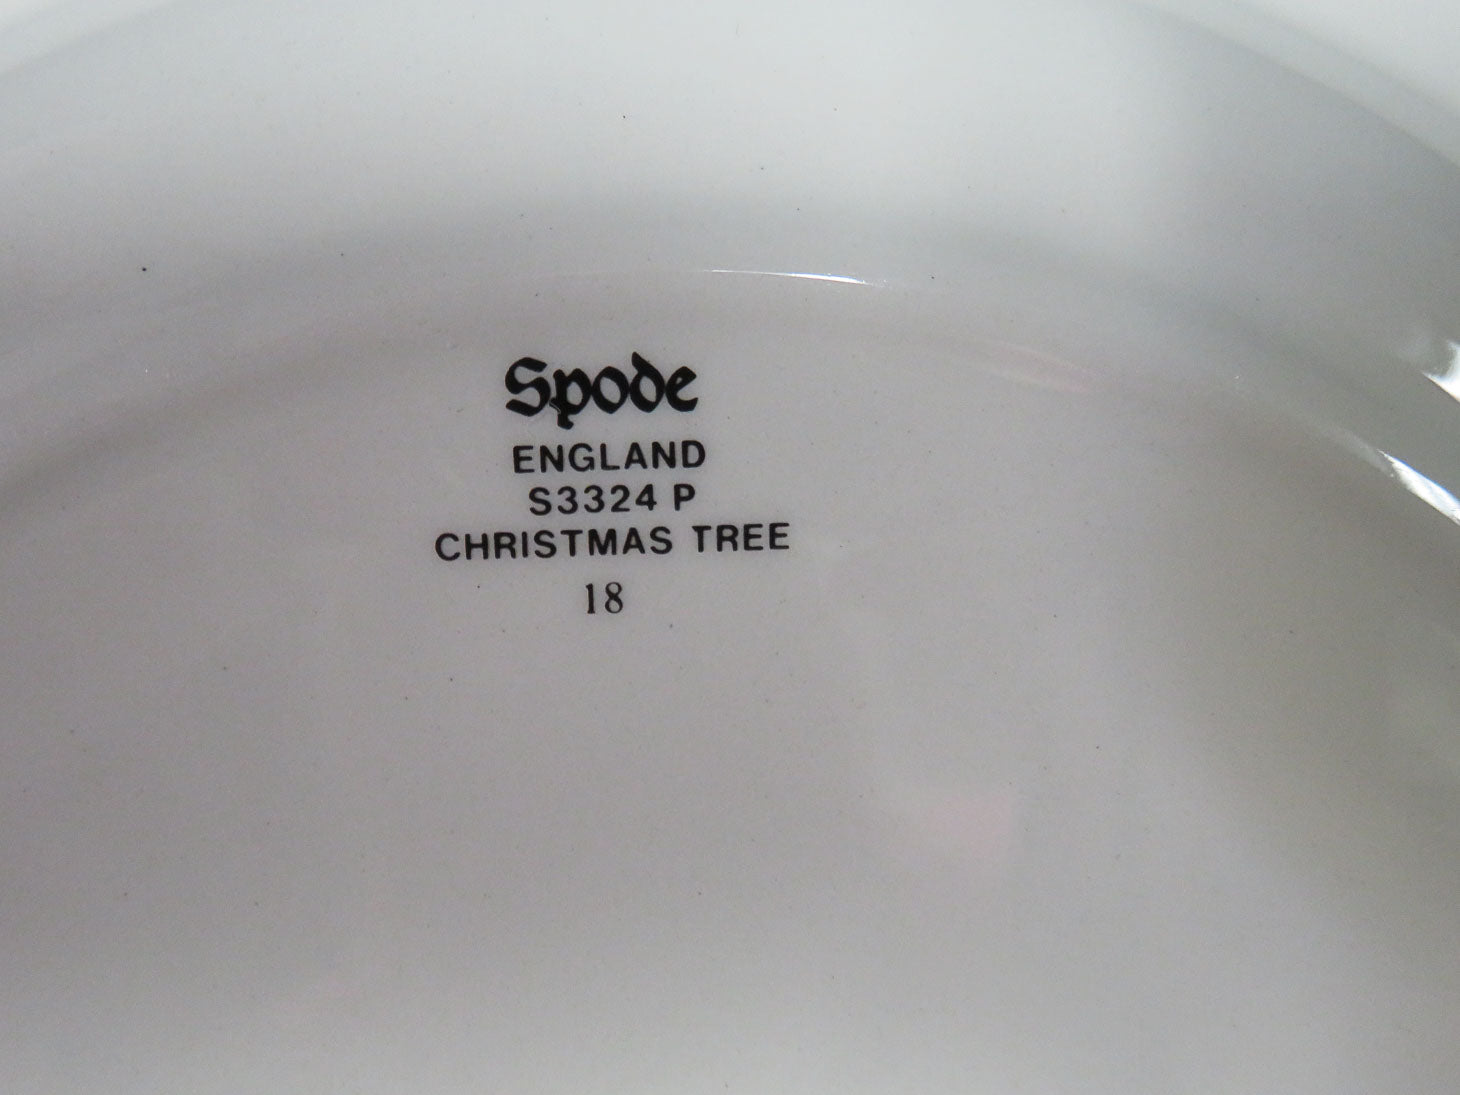 Spode
ENGLAND
S3324 P
CHRISTMAS TREE
18